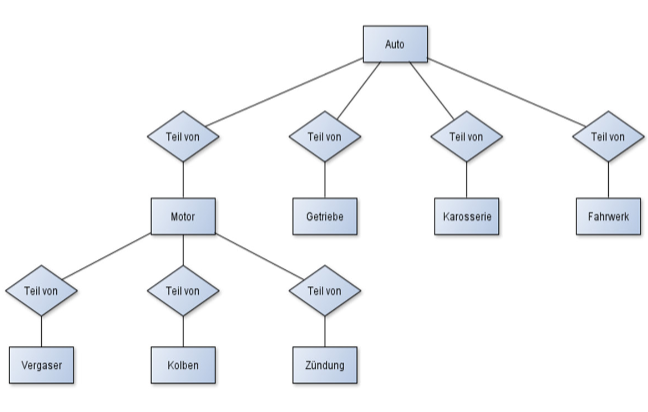 Auto
Teil von
Teil von
Teil von
Teil von
Motor
Getriebe
Karosserie
Fahrwerk
Teil von
Teil von
Teil von
Vergaser
Kolben
Zündung